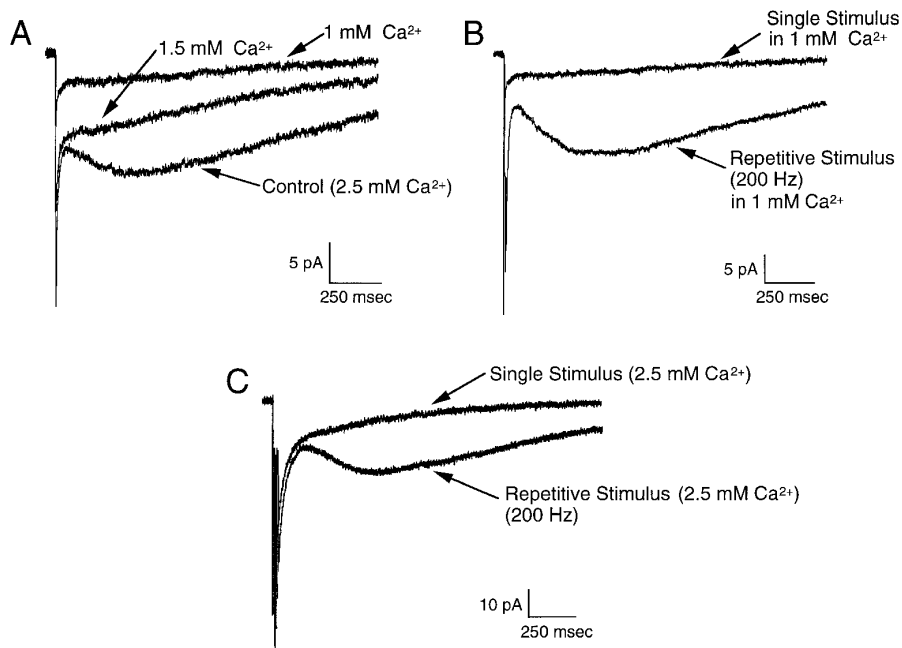 A
1 mM Ca²⁺
1.5 mM Ca²⁺
Control (2.5 mM Ca²⁺)
5 pA
250 msec
B
Single Stimulus
in 1 mM Ca²⁺
Repetitive Stimulus
(200 Hz)
in 1 mM Ca²⁺
5 pA
250 msec
C
Single Stimulus (2.5 mM Ca²⁺)
Repetitive Stimulus (2.5 mM Ca²⁺)
(200 Hz)
10 pA
250 msec